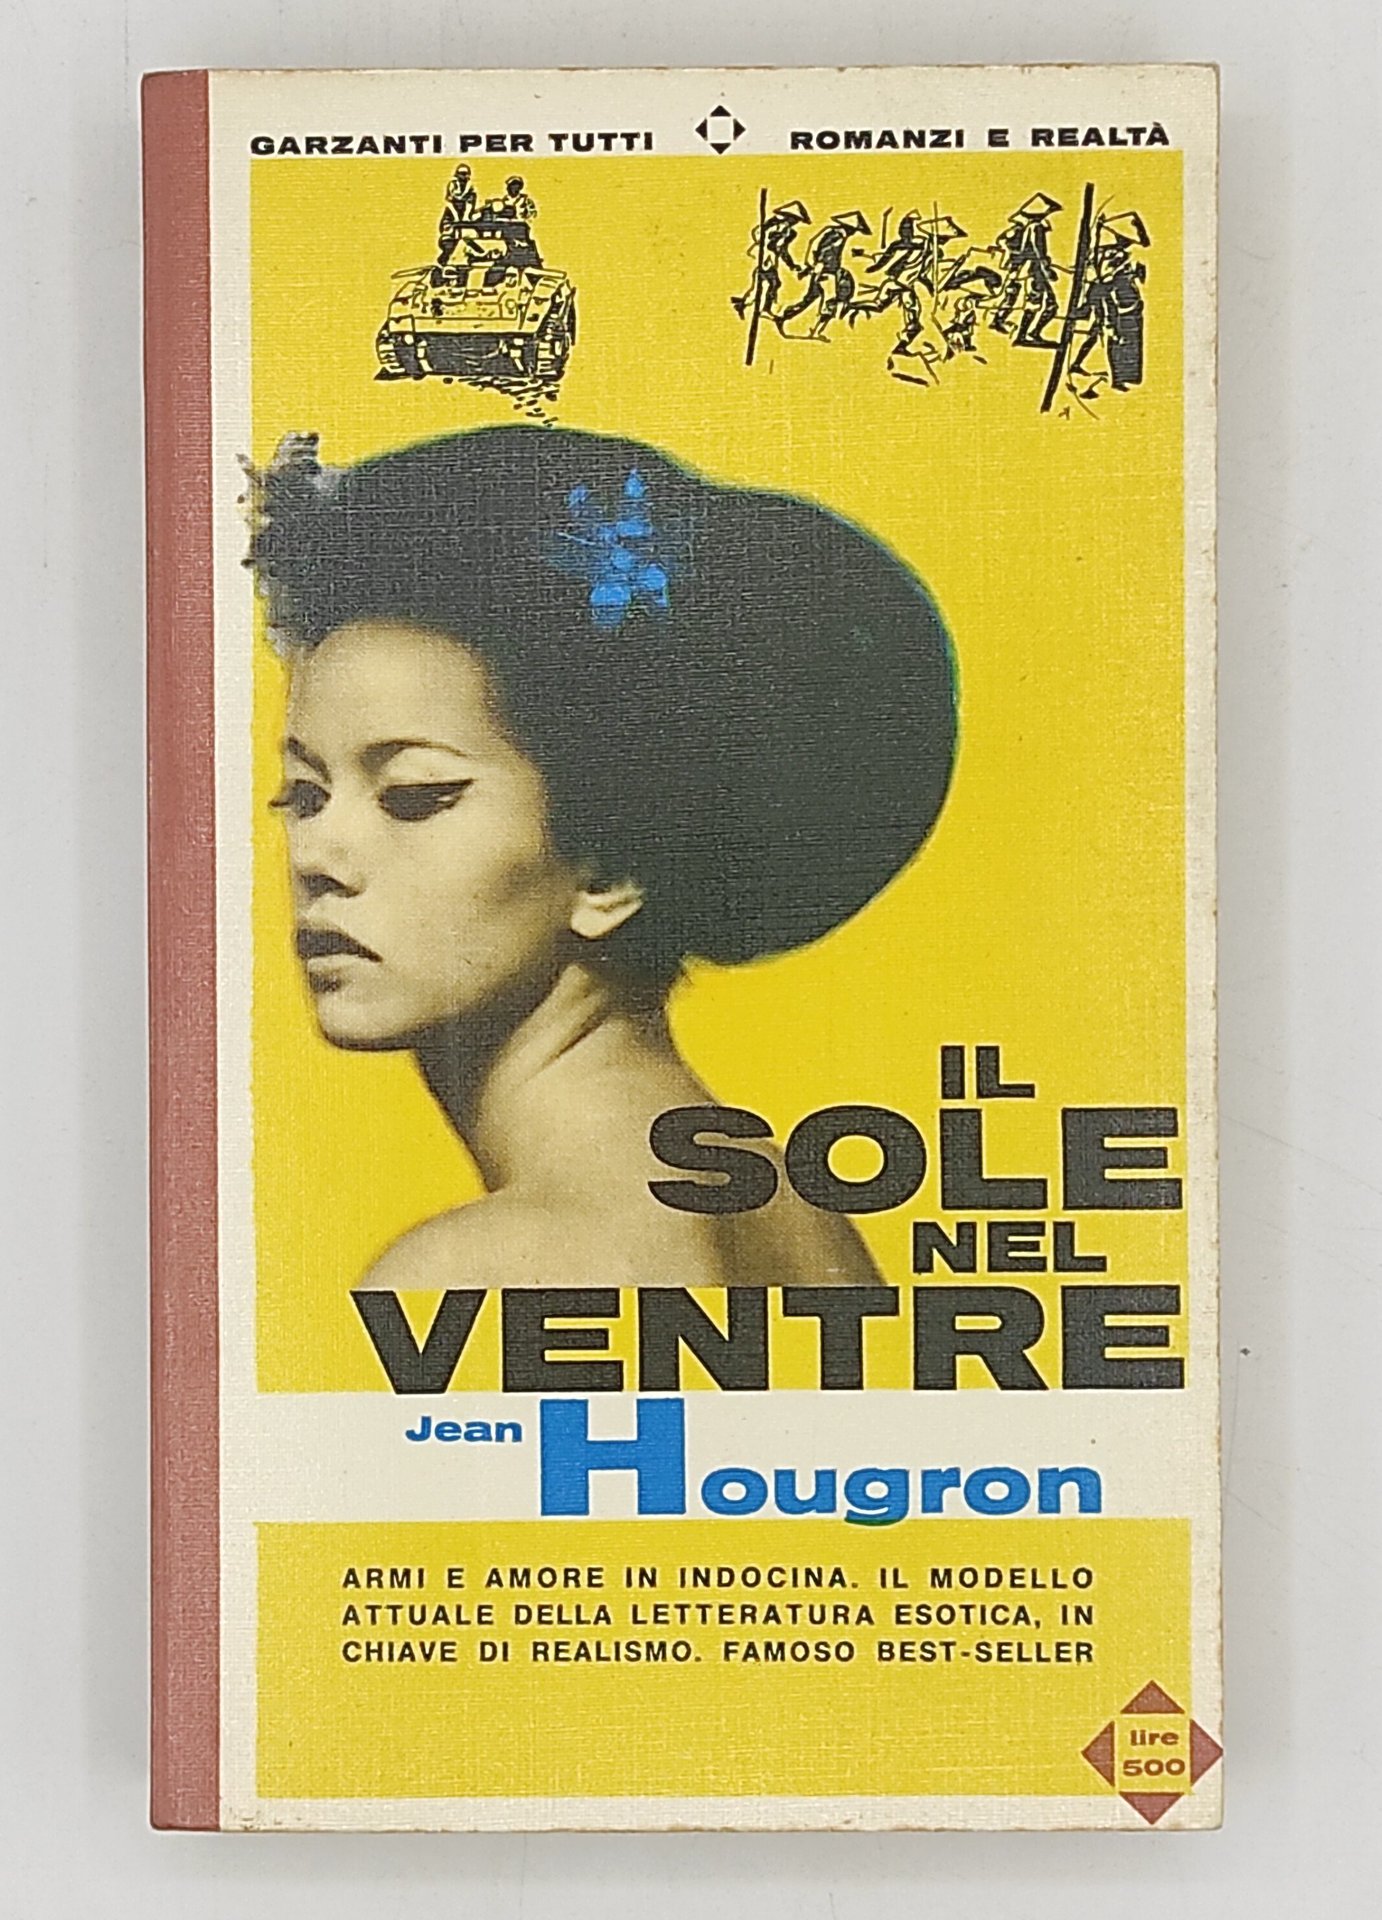 GARZANTI PER TUTTI ROMANZI E REALTÀ
IL
SOLE
NEL
VENTRE
Jean Hougron
ARMI E AMORE IN INDOCINA. IL MODELLO
ATTUALE DELLA LETTERATURA ESOTICA, IN
CHIAVE DI REALISMO. FAMOSO BEST-SELLER
lire
500